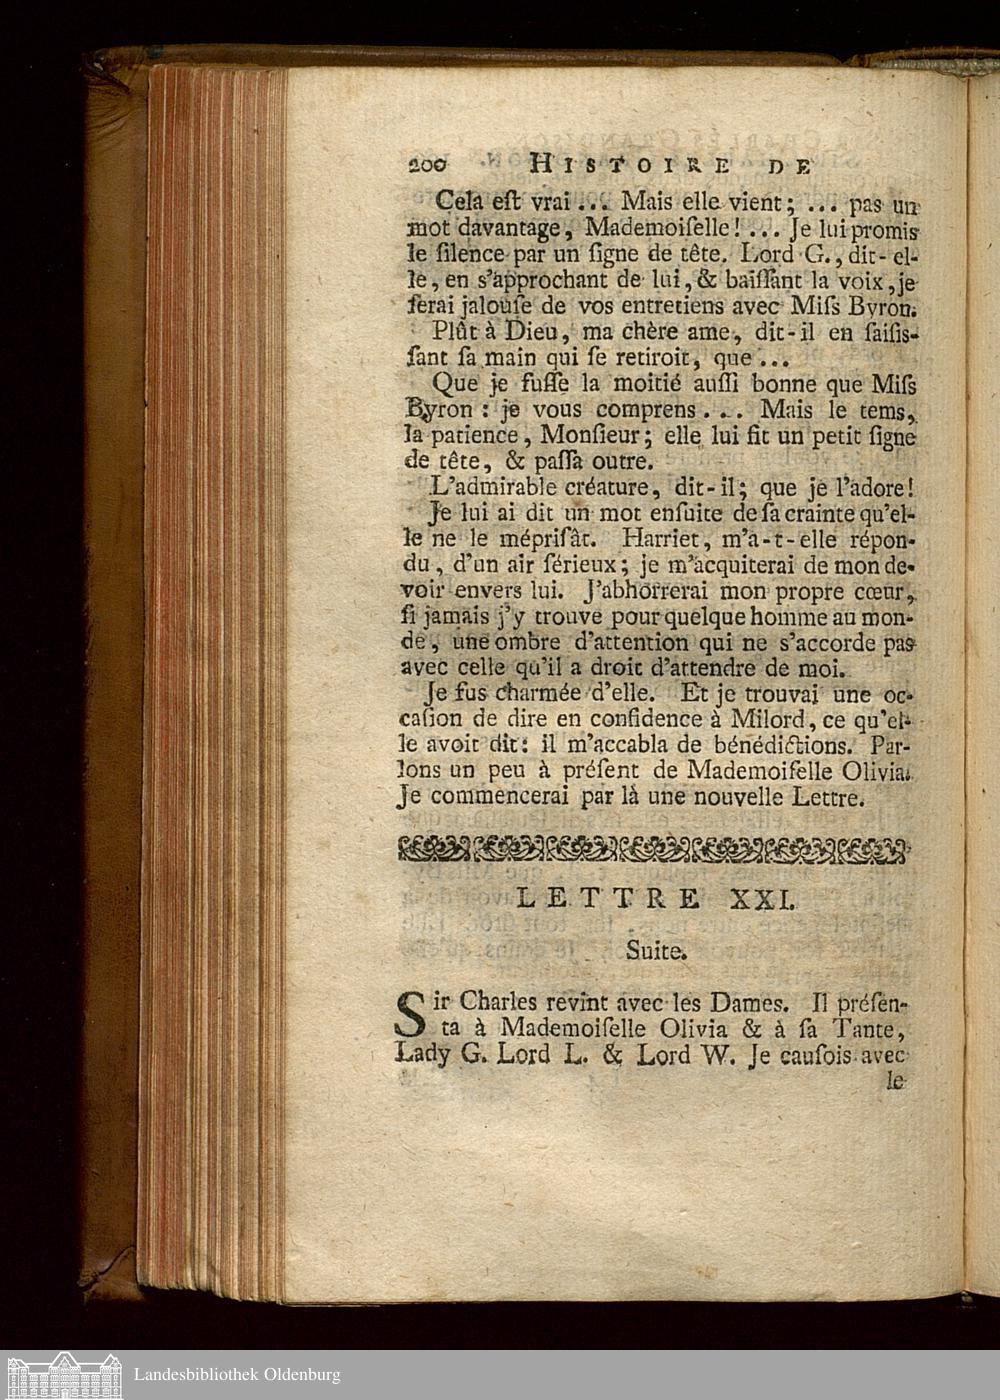 200 HISTOIRE DE
Cela eſt vrai ... Mais elle vient; ... pas un
mot davantage, Mademoiſelle! ... Je lui promis
le ſilence par un ſigne de tête. Lord G., dit-el-
le, en s'approchant de lui, & baiſſant la voix, je
ſerai jalouſe de vos entretiens avec Miſs Byron.
Plût à Dieu, ma chère ame, dit-il en ſaiſis-
ſant ſa main qui ſe retiroit, que ...
Que je fuſſe la moitié auſſi bonne que Miſs
Byron : je vous comprens ... Mais le tems,
la patience, Monſieur; elle lui fit un petit ſigne
de tête, & paſſa outre.
L'admirable créature, dit-il; que je l'adore!
Je lui ai dit un mot enſuite de ſa crainte qu'el-
le ne le mépriſât. Harriet, m'a-t-elle répon-
du, d'un air ſérieux; je m'acquiterai de mon de-
voir envers lui. J'abhorrerai mon propre cœur,
ſi jamais j'y trouve pour quelque homme au mon-
de, une ombre d'attention qui ne s'accorde pas
avec celle qu'il a droit d'attendre de moi.
Je fus charmée d'elle. Et je trouvai une oc-
caſion de dire en confidence à Milord, ce qu'el-
le avoit dit: il m'accabla de bénédictions. Par-
lons un peu à préſent de Mademoiſelle Olivia.
Je commencerai par là une nouvelle Lettre.
LETTRE XXI.
Suite.
Sir Charles revint avec les Dames. Il préſen-
ta à Mademoiſelle Olivia & à ſa Tante,
Lady G. Lord L. & Lord W. Je cauſois avec
le
Landesbibliothek Oldenburg